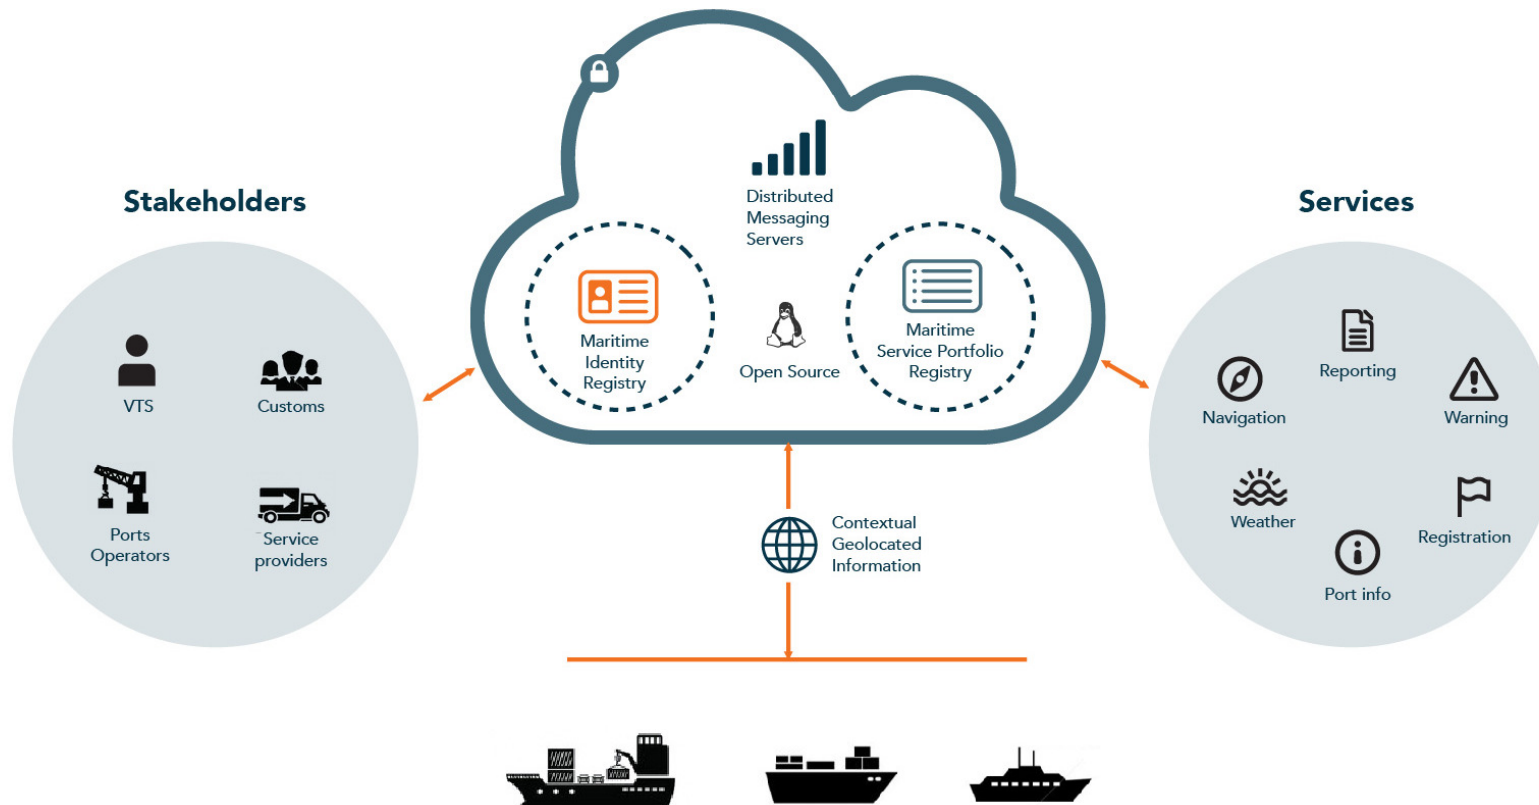 Stakeholders
VTS
Customs
Ports
Operators
Service
providers
Distributed
Messaging
Servers
Maritime
Identity
Registry
Open Source
Maritime
Service Portfolio
Registry
Contextual
Geolocated
Information
Services
Reporting
Navigation
Warning
Weather
Registration
Port info